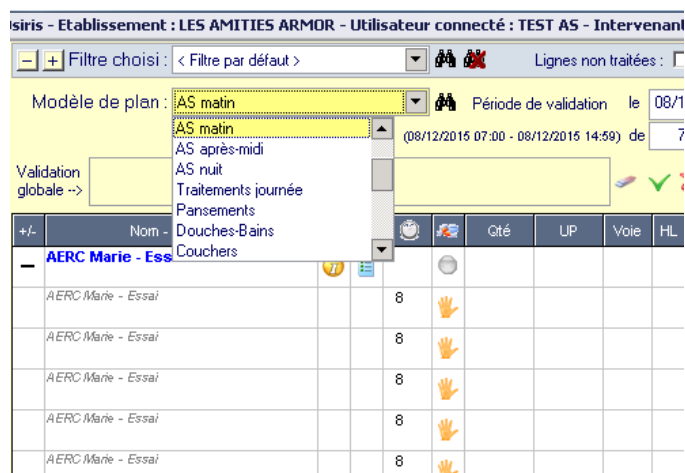 siris - Etablissement : LES AMITIES ARMOR - Utilisateur connecté : TEST AS - Intervenant
- + Filtre choisi : < Filtre par défaut > Lignes non traitées :
Modèle de plan : AS matin Période de validation le 08/1
AS matin
AS après-midi
(08/12/2015 07:00 - 08/12/2015 14:59) de 7
AS nuit
Traitements journée
Pansements
Douches-Bains
Couchers
Validation
globale -->
+/- Nom - Qté UP Voie HL
- AERC Marie - Ess
AERC Marie - Essai 8
AERC Marie - Essai 8
AERC Marie - Essai 8
AERC Marie - Essai 8
AERC Marie - Essai 8